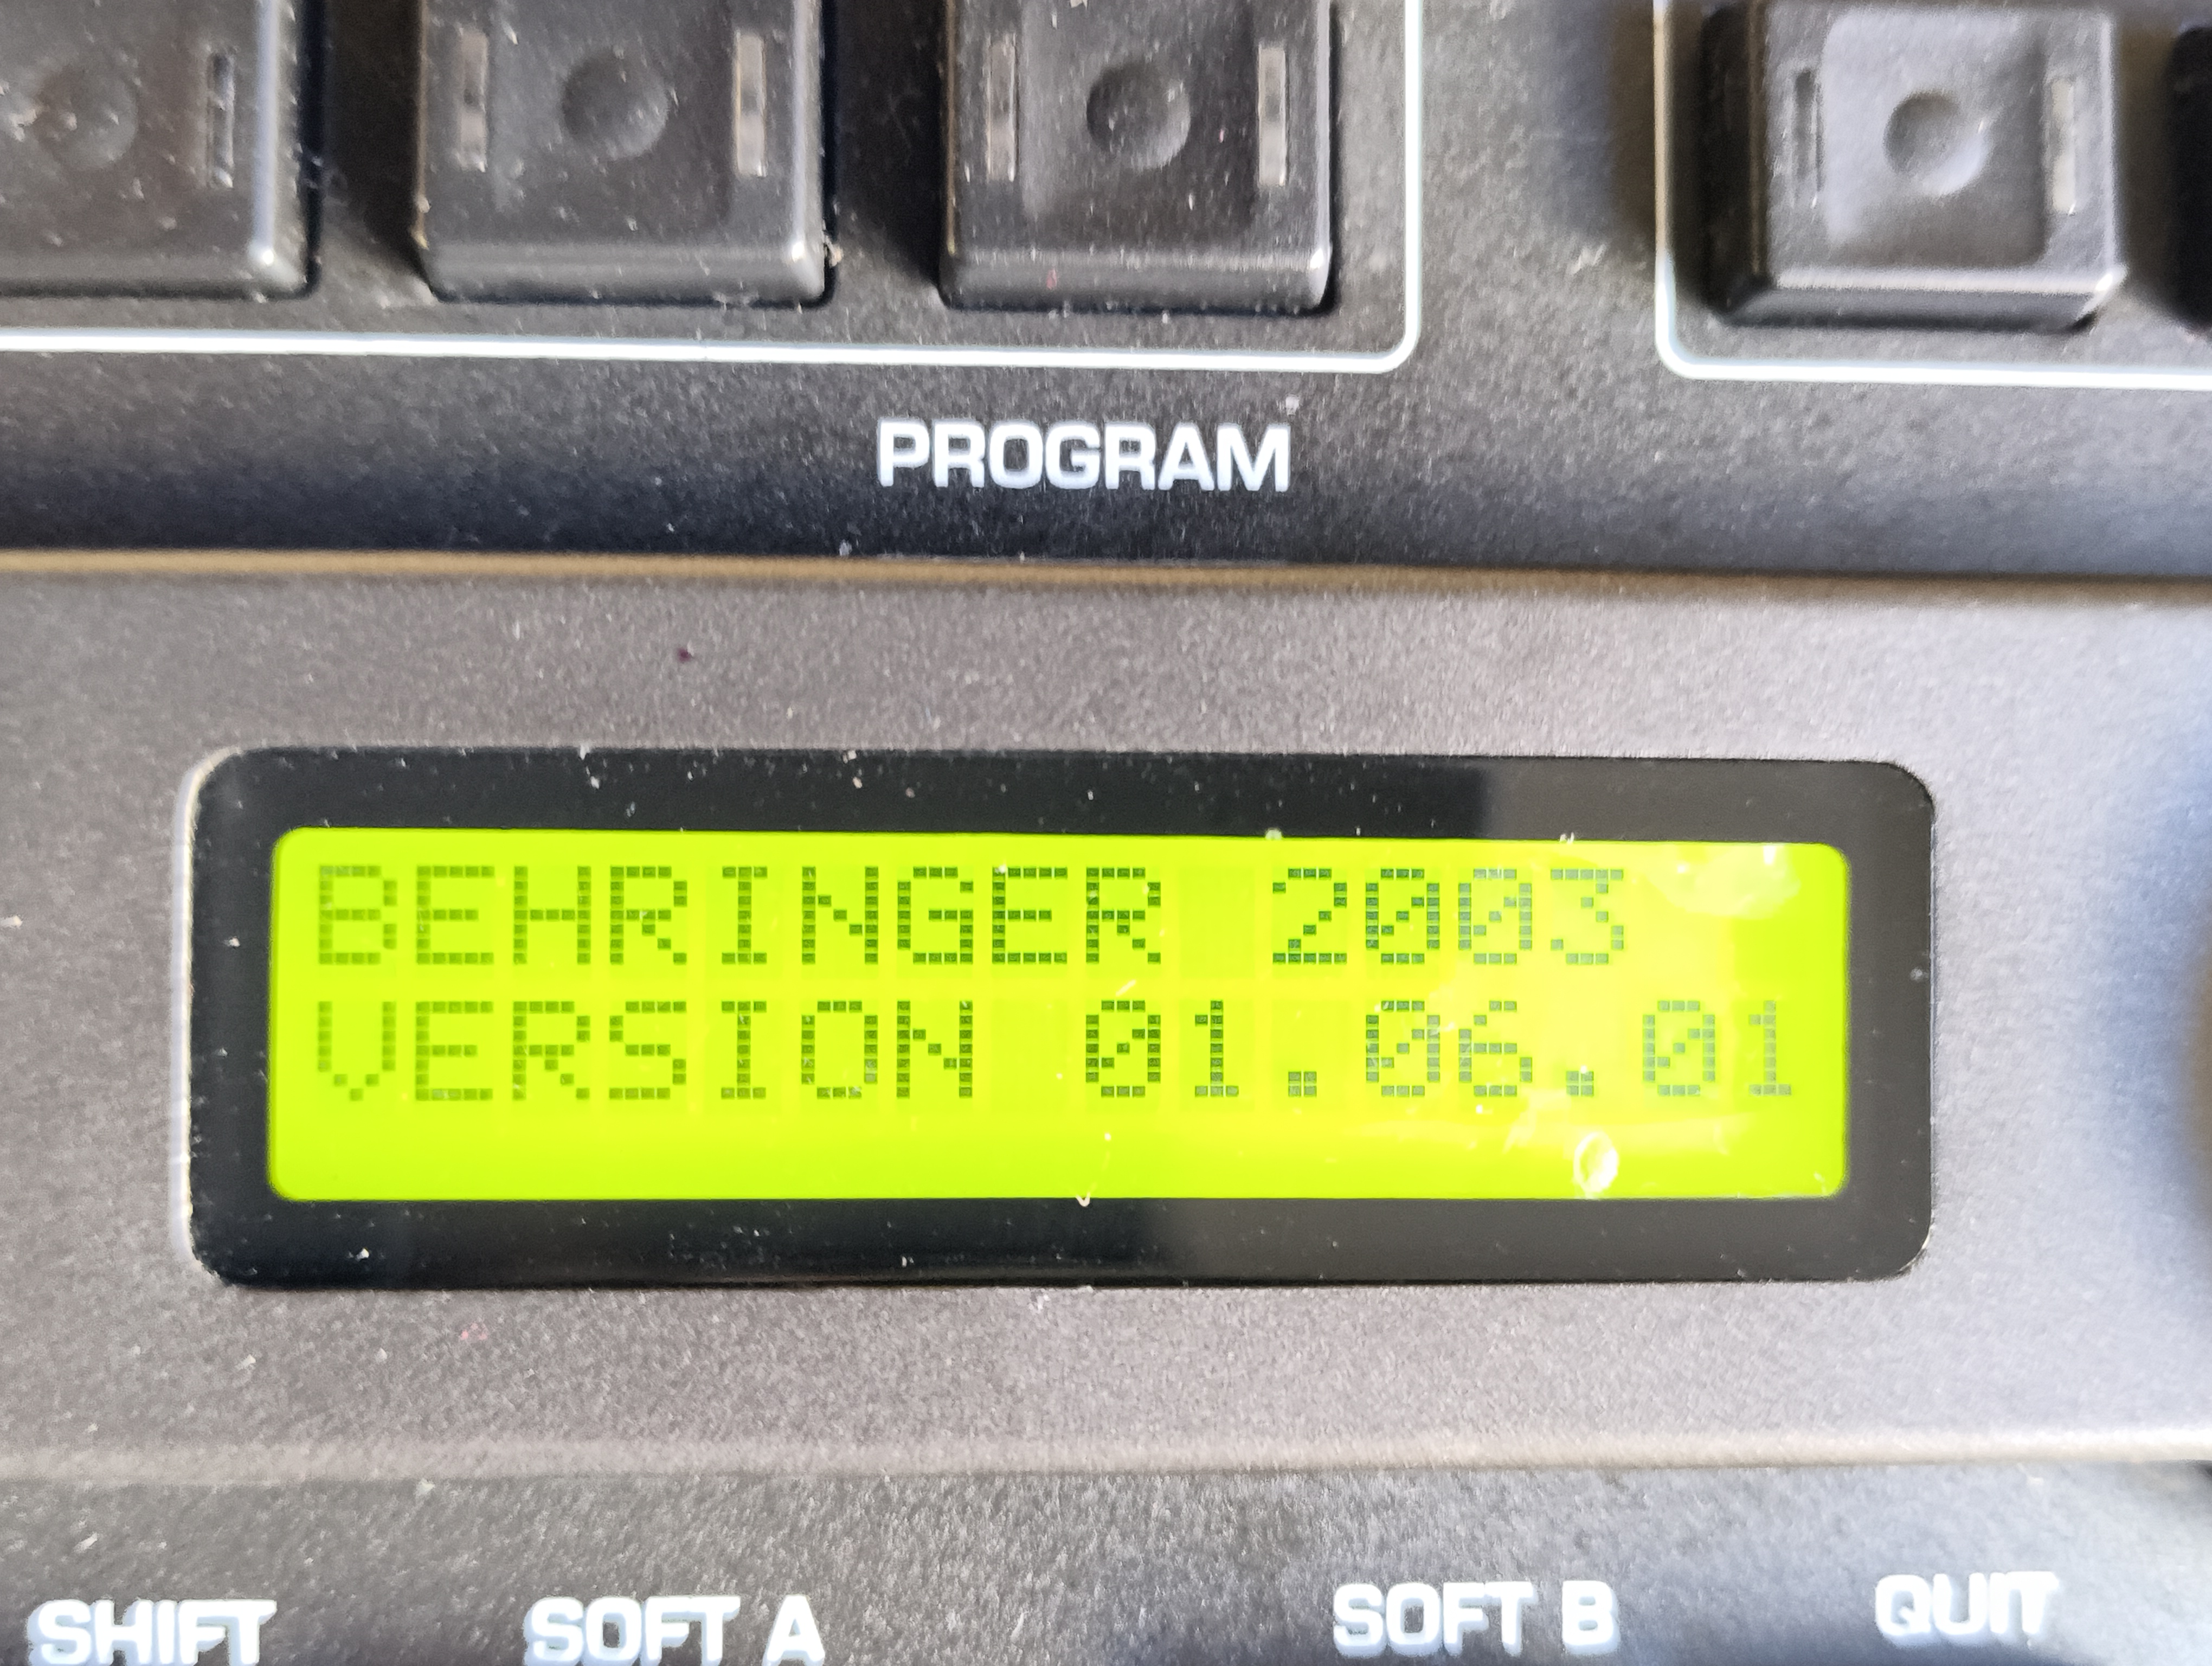 PROGRAM
BEHRINGER 2003
VERSION 01.06.01
SHIFT SOFT A SOFT B QUIT